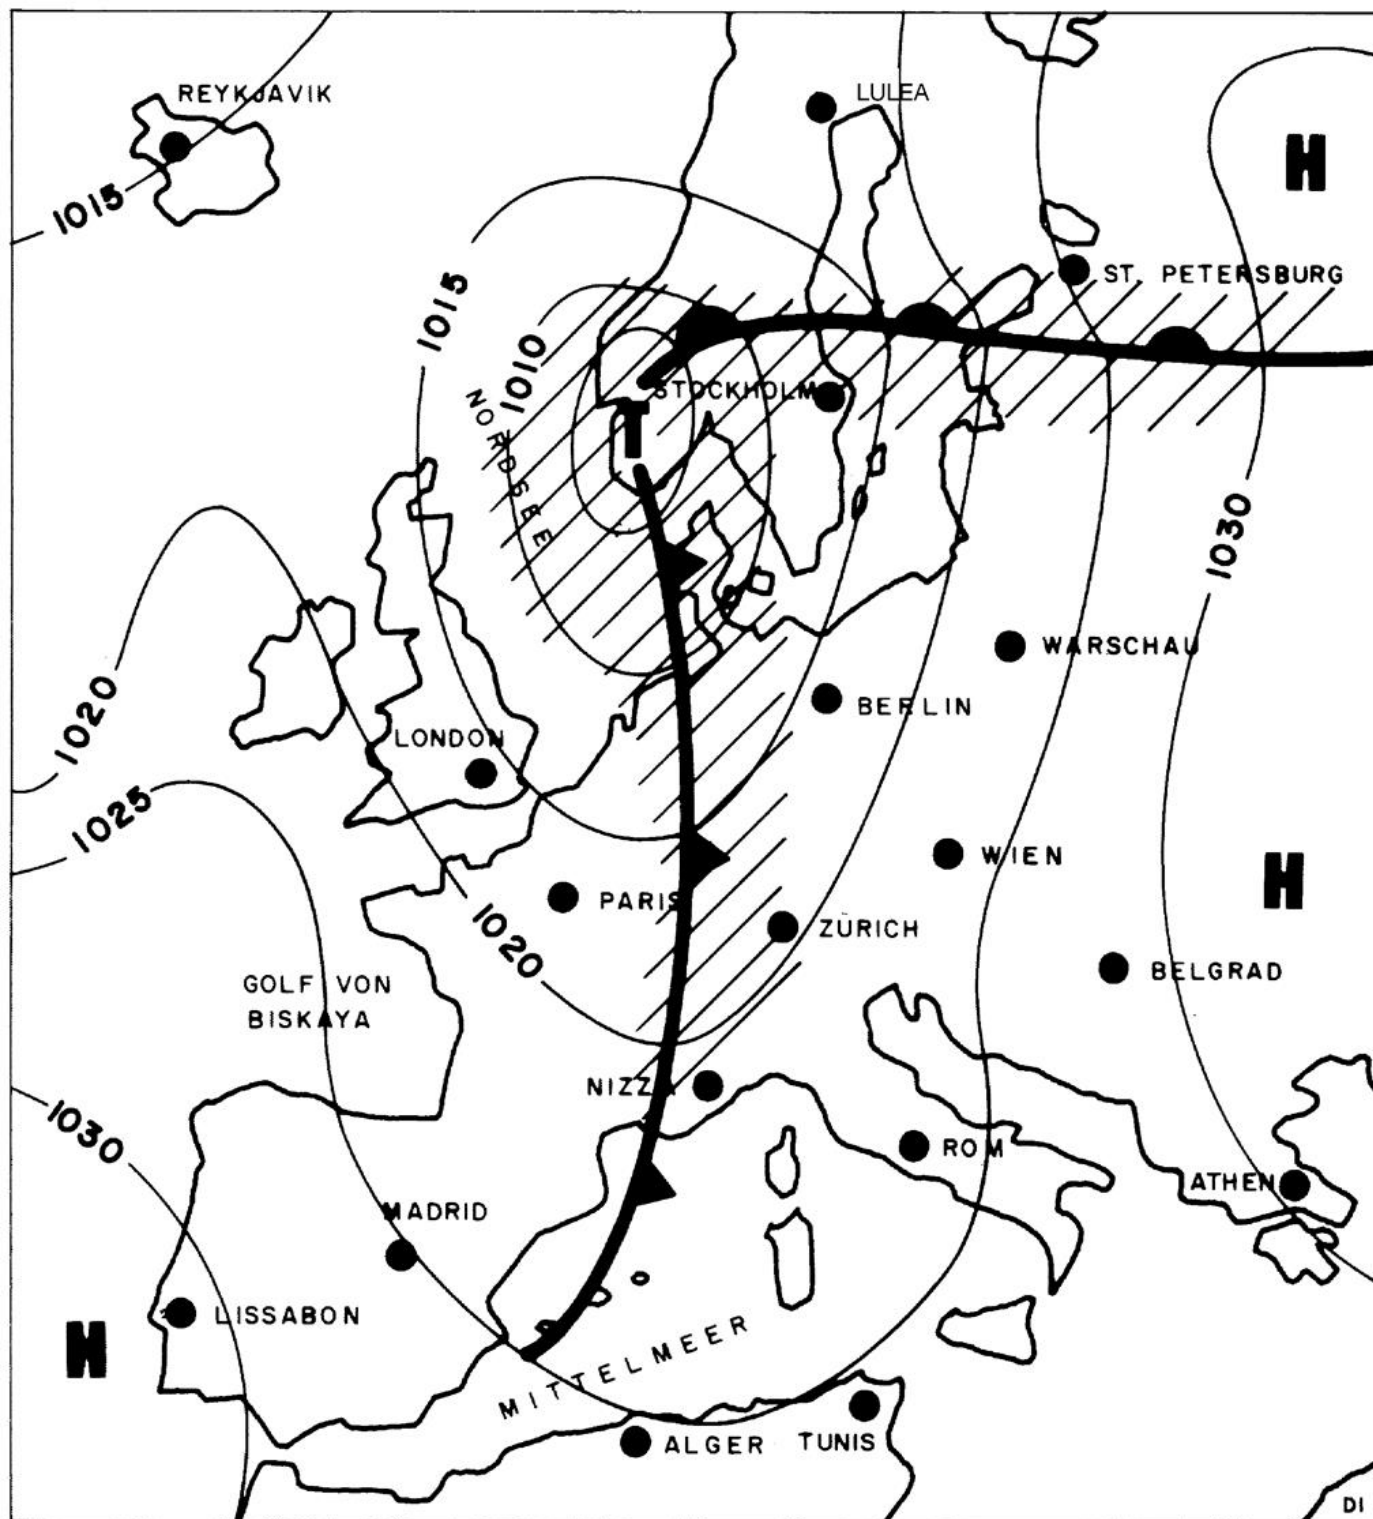 REYKJAVIK
LULEA
H
1015
ST. PETERSBURG
1015
1010
STOCKHOLM
T
NORDSEE
1030
WARSCHAU
BERLIN
1020
LONDON
1025
WIEN
H
PARIS
ZÜRICH
1020
BELGRAD
GOLF VON
BISKAYA
NIZZA
1030
ROM
ATHEN
MADRID
LISSABON
H
MITTELMEER
ALGER
TUNIS
DI